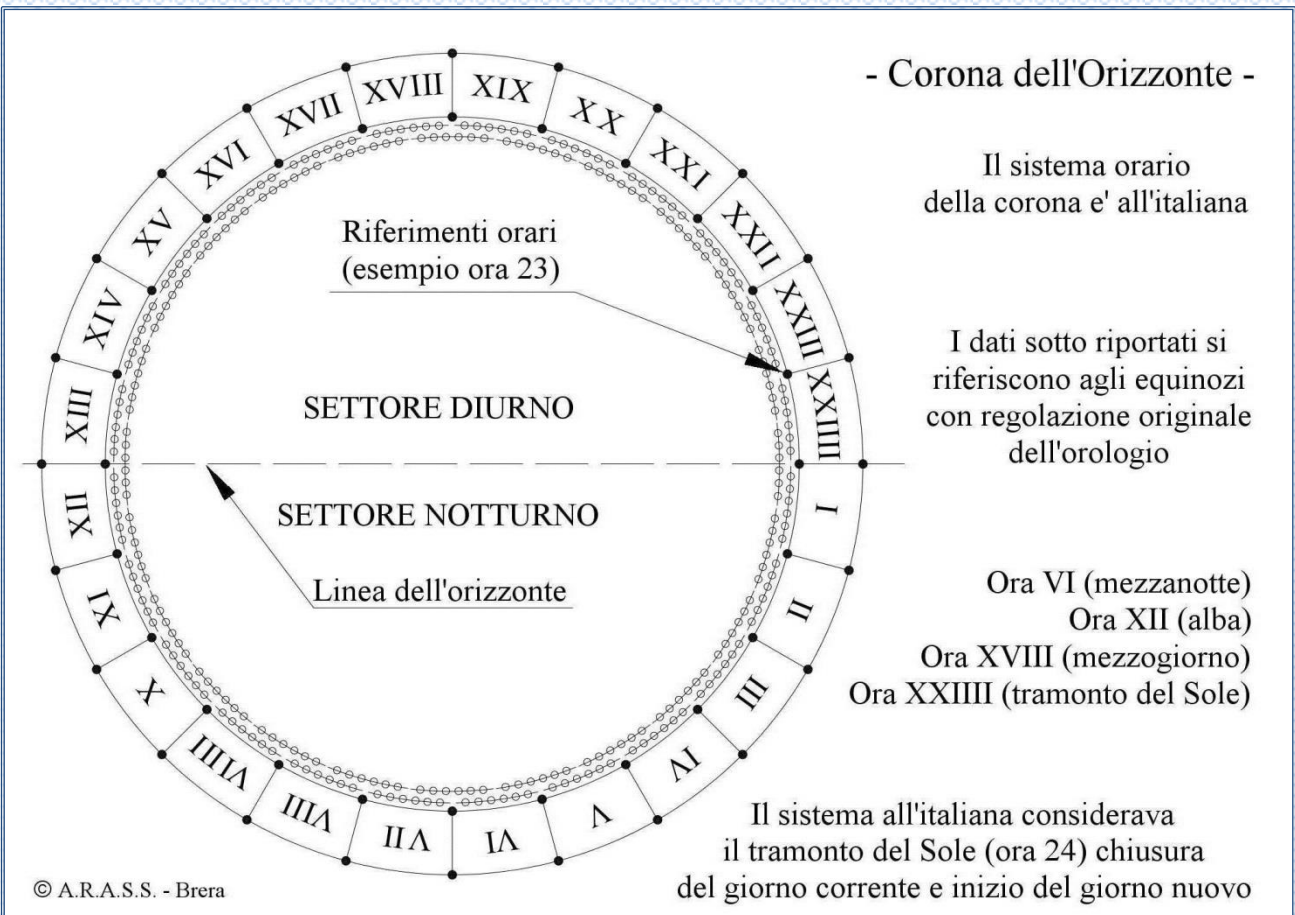 - Corona dell'Orizzonte -
Il sistema orario
della corona e' all'italiana
Riferimenti orari
(esempio ora 23)
I dati sotto riportati si
riferiscono agli equinozi
con regolazione originale
dell'orologio
SETTORE DIURNO
SETTORE NOTTURNO
Linea dell'orizzonte
Ora VI (mezzanotte)
Ora XII (alba)
Ora XVIII (mezzogiorno)
Ora XXIIII (tramonto del Sole)
Il sistema all'italiana considerava
il tramonto del Sole (ora 24) chiusura
del giorno corrente e inizio del giorno nuovo
I
II
III
IV
V
VI
VII
VIII
VIIII
X
XI
XII
XIII
XIV
XV
XVI
XVII
XVIII
XIX
XX
XXI
XXII
XXIII
XXIIII
© A.R.A.S.S. - Brera